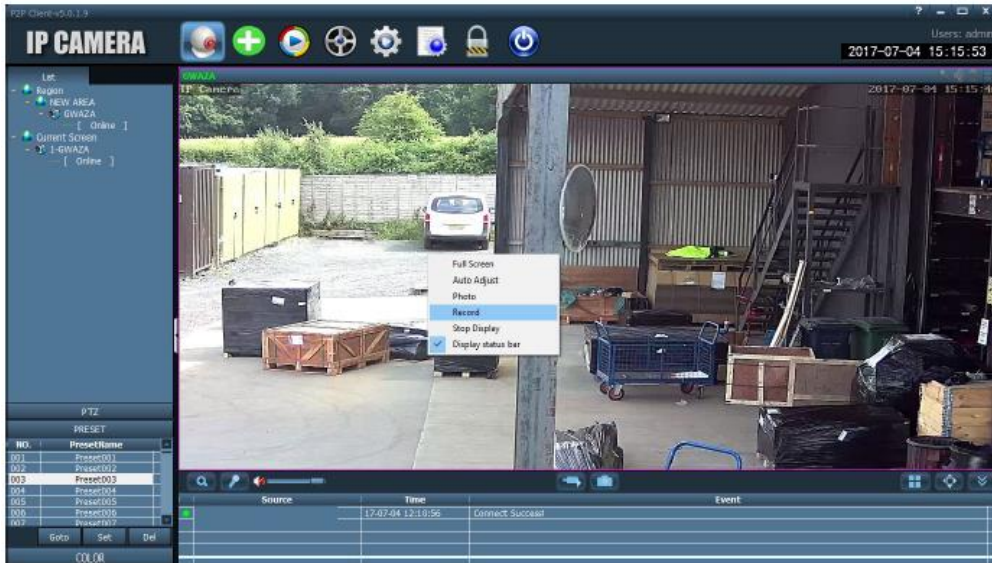 P2P Client-v5.0.1.9
IP CAMERA
Users: adme
2017-07-04 15:15:53
List
Region
NEW AREA
GWAZA
[ Online ]
Current Screen
1-GWAZA
[ Online ]
GWAZA
IP Camera
2017-07-04 15:15:4
Full Screen
Auto Adjust
Photo
Record
Stop Display
Display status bar
PTZ
PRESET
NO. PresetName
001 Preset001
002 Preset002
003 Preset003
004 Preset004
005 Preset005
006 Preset006
007 Preset007
Goto Set Del
COLOR
Source Time Event
17-07-04 12:10:56 Connect Success!